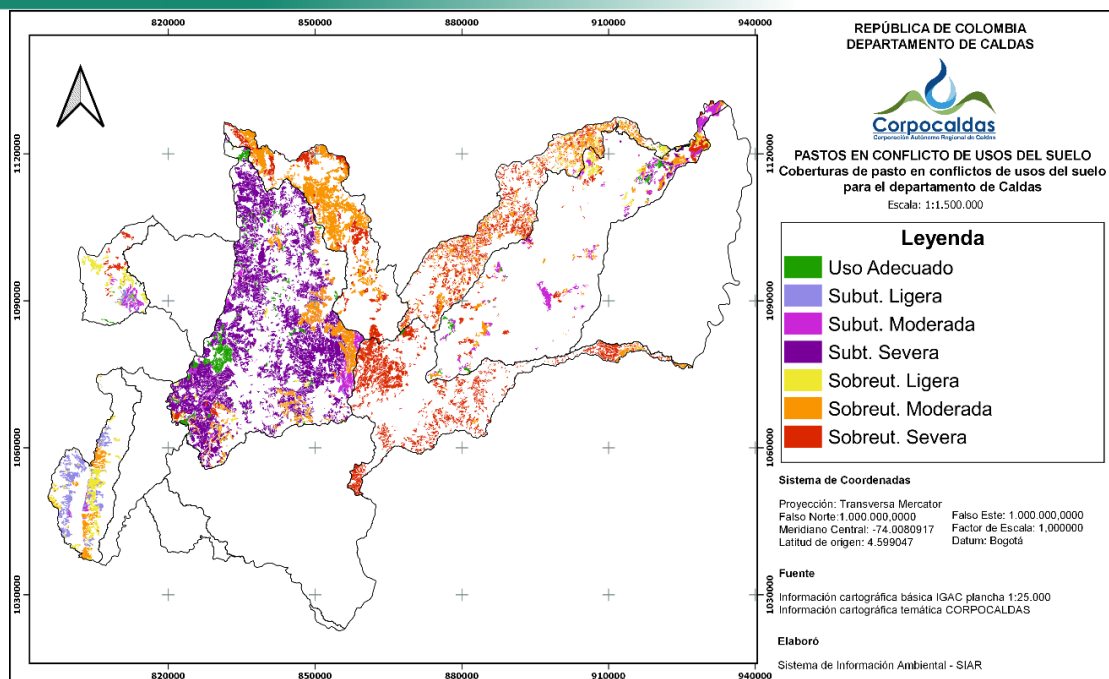 820000 850000 880000 910000 940000
1120000
1090000
1060000
1030000
1120000
1090000
1060000
1030000
820000 850000 880000 910000 940000
REPÚBLICA DE COLOMBIA
DEPARTAMENTO DE CALDAS
Corpocaldas
Corporación Autónoma Regional de Caldas
PASTOS EN CONFLICTO DE USOS DEL SUELO
Coberturas de pasto en conflictos de usos del suelo
para el departamento de Caldas
Escala: 1:1.500.000
Leyenda
Uso Adecuado
Subut. Ligera
Subut. Moderada
Subt. Severa
Sobreut. Ligera
Sobreut. Moderada
Sobreut. Severa
Sistema de Coordenadas
Proyección: Transversa Mercator
Falso Norte:1.000.000,0000
Meridiano Central: -74.0080917
Latitud de origen: 4.599047
Falso Este: 1.000.000,0000
Factor de Escala: 1,000000
Datum: Bogotá
Fuente
Información cartográfica básica IGAC plancha 1:25.000
Información cartográfica temática CORPOCALDAS
Elaboró
Sistema de Información Ambiental - SIAR